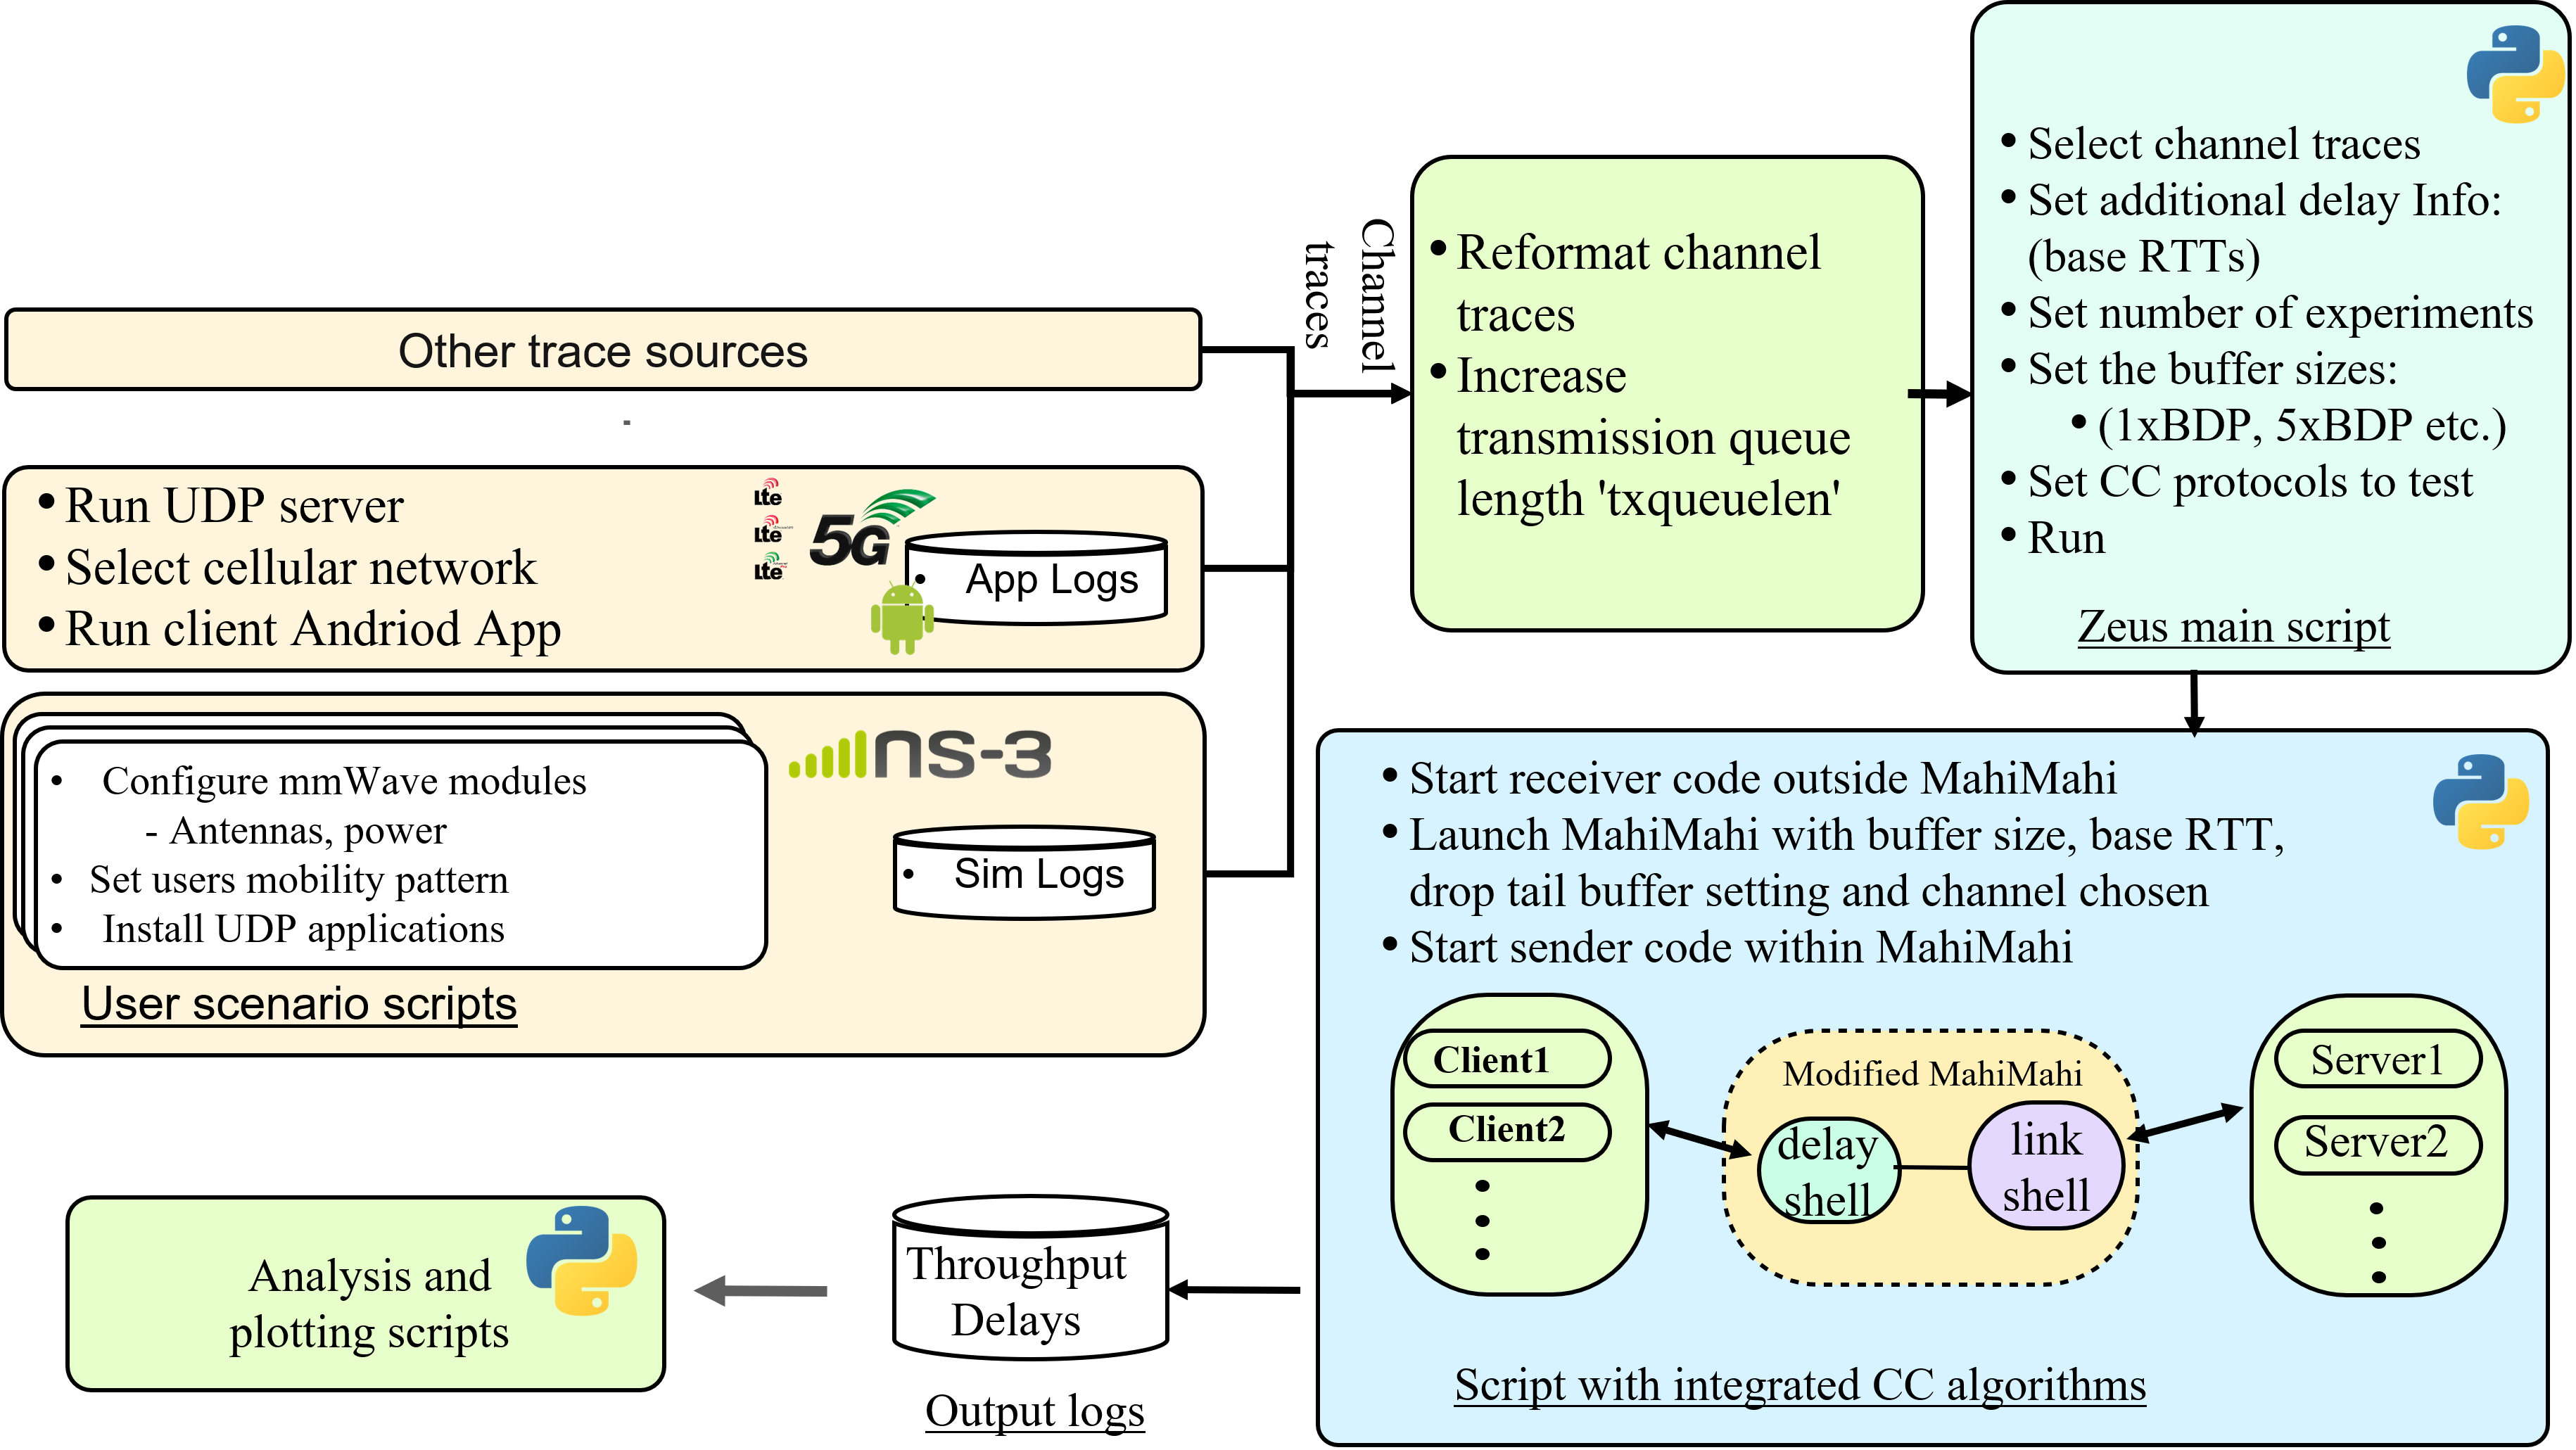 Other trace sources
-
• Run UDP server
• Select cellular network
• Run client Andriod App
lte
lte
lte
5G
• App Logs
• Configure mmWave modules
- Antennas, power
• Set users mobility pattern
• Install UDP applications
User scenario scripts
ns-3
• Sim Logs
Channel
traces
• Reformat channel
traces
• Increase
transmission queue
length 'txqueuelen'
• Select channel traces
• Set additional delay Info:
(base RTTs)
• Set number of experiments
• Set the buffer sizes:
• (1xBDP, 5xBDP etc.)
• Set CC protocols to test
• Run
Zeus main script
• Start receiver code outside MahiMahi
• Launch MahiMahi with buffer size, base RTT,
drop tail buffer setting and channel chosen
• Start sender code within MahiMahi
Client1
Client2
Modified MahiMahi
delay
shell
link
shell
Server1
Server2
Script with integrated CC algorithms
Throughput
Delays
Output logs
Analysis and
plotting scripts